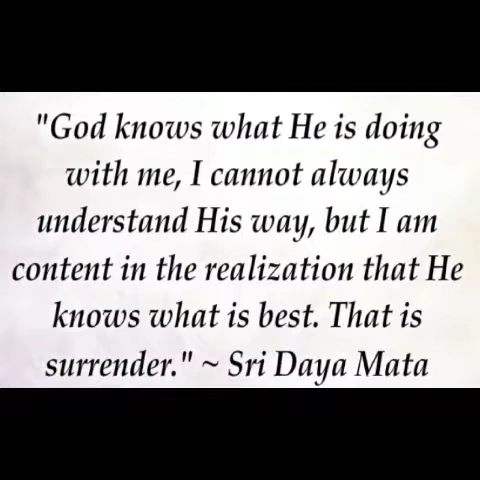 "God knows what He is doing
with me, I cannot always
understand His way, but I am
content in the realization that He
knows what is best. That is
surrender." ~ Sri Daya Mata